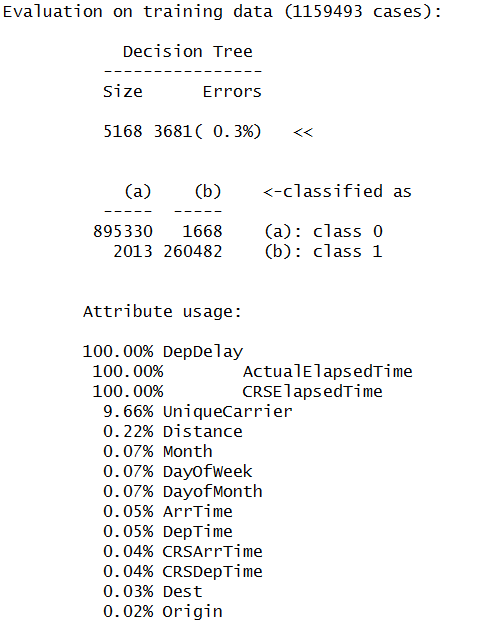 Evaluation on training data (1159493 cases):
Decision Tree
----------------
Size Errors
5168 3681( 0.3%) <<
(a) (b) <-classified as
----- -----
895330 1668 (a): class 0
2013 260482 (b): class 1
Attribute usage:
100.00% DepDelay
100.00% ActualElapsedTime
100.00% CRSElapsedTime
9.66% UniqueCarrier
0.22% Distance
0.07% Month
0.07% DayOfWeek
0.07% DayofMonth
0.05% ArrTime
0.05% DepTime
0.04% CRSArrTime
0.04% CRSDepTime
0.03% Dest
0.02% Origin